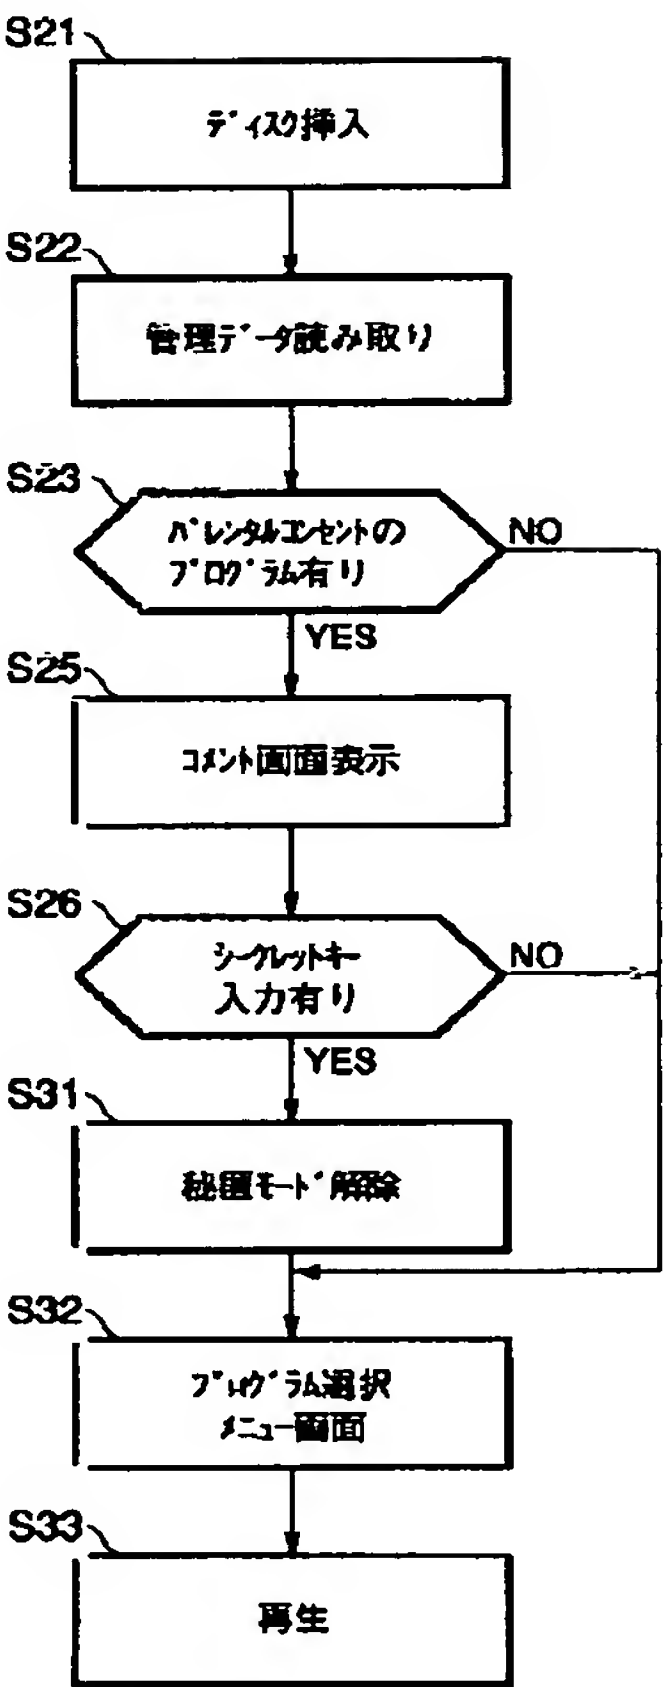 S21
ディスク挿入
S22
管理データ読み取り
S23
パレンタルコンセントの
プログラム有り
NO
YES
S25
コメント画面表示
S26
シークレットキー
入力有り
NO
YES
S31
秘匿モード解除
S32
プログラム選択
メニュー画面
S33
再生